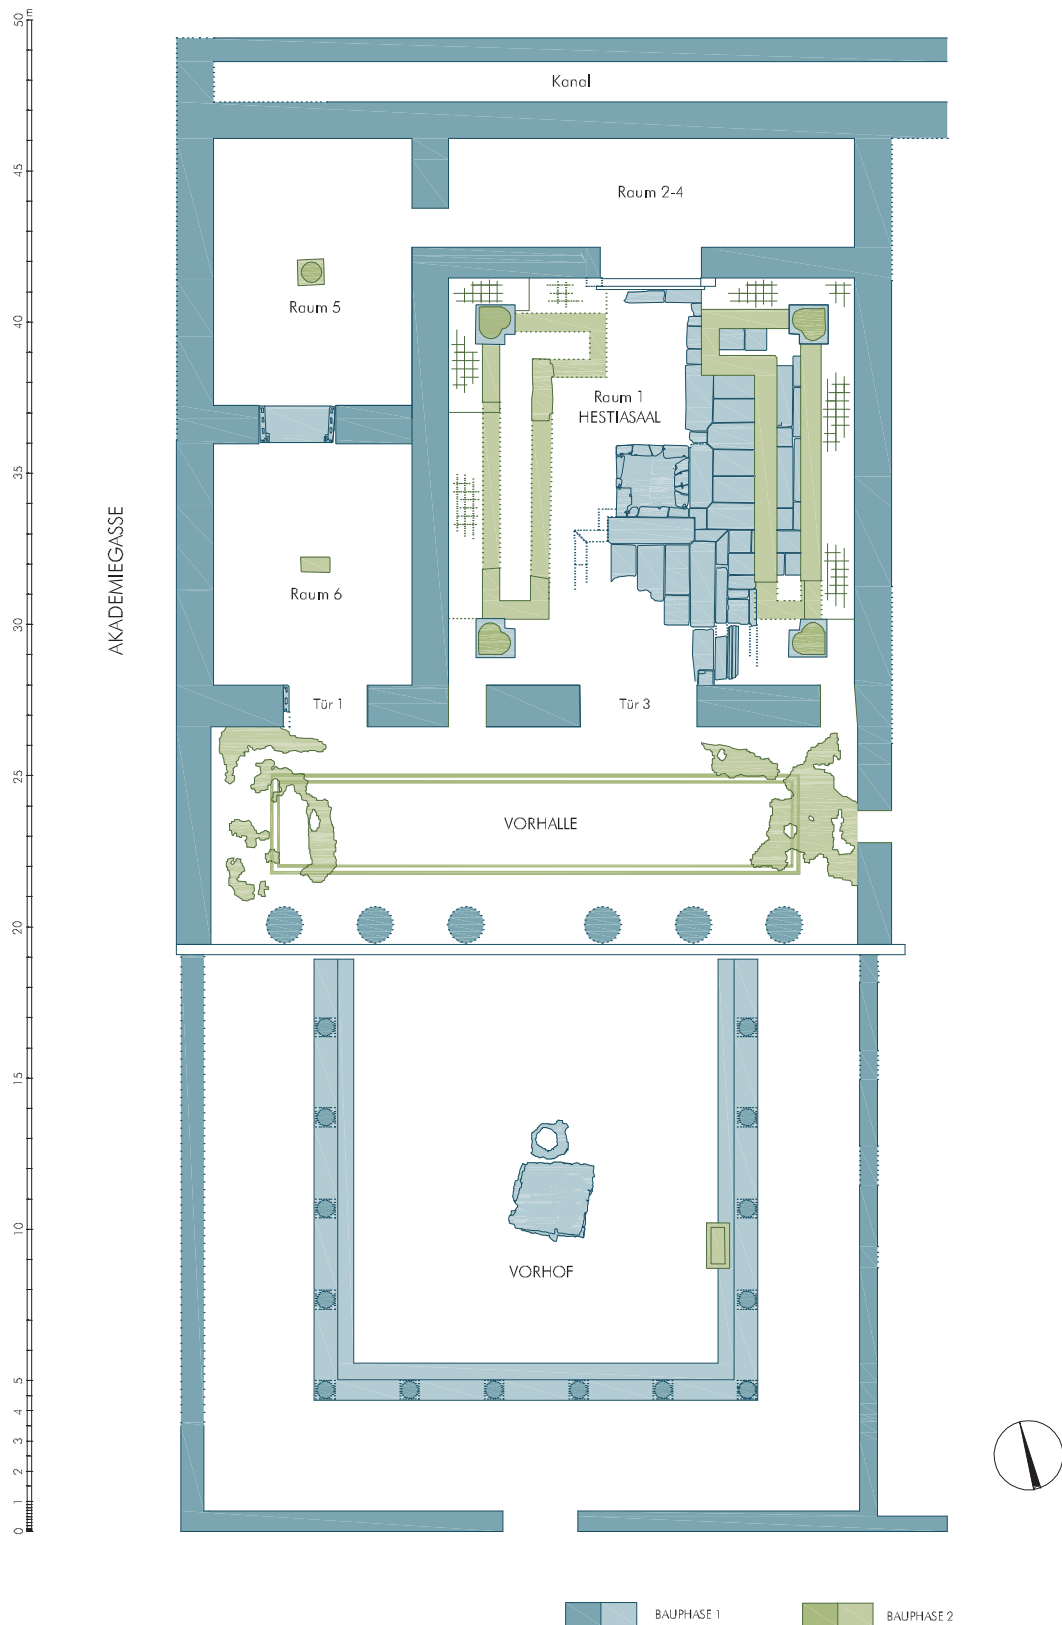 50 m
45
40
35
30
25
20
15
10
5
4
3
2
1
0
AKADEMIEGASSE
Kanal
Raum 2-4
Raum 5
Raum 1
HESTIASAAL
Raum 6
Tür 1
Tür 3
VORHALLE
VORHOF
BAUPHASE 1
BAUPHASE 2